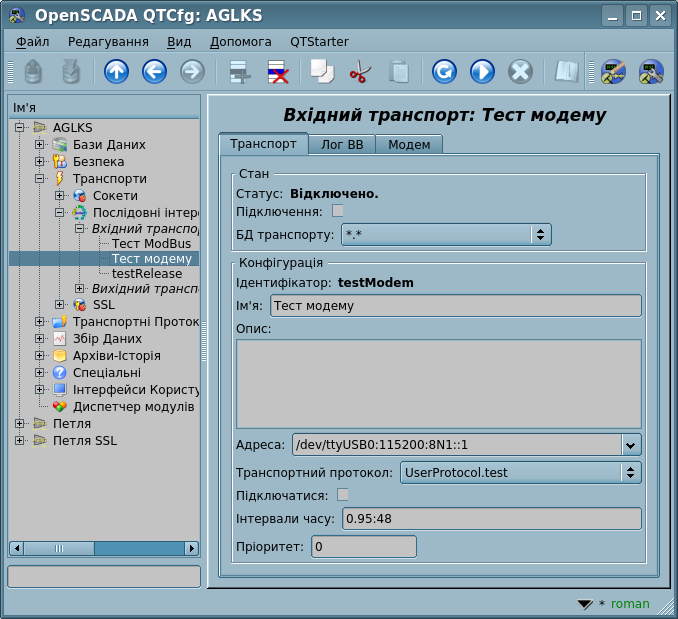 OpenSCADA QTCfg: AGLKS
Файл Редагування Вид Допомога QTStarter
Ім'я
AGLKS
Бази Даних
Безпека
Транспорти
Сокети
Послідовні інтер
Вхідний транспо
Тест ModBus
Тест модему
testRelease
Вихідний трансп
SSL
Транспортні Проток
Збір Даних
Архіви-Історія
Спеціальні
Інтерфейси Користу
Диспетчер модулів
Петля
Петля SSL
Вхідний транспорт: Тест модему
Транспорт Лог ВВ Модем
Стан
Статус: Відключено.
Підключення:
БД транспорту: *.*
Конфігурація
Ідентифікатор: testModem
Ім'я: Тест модему
Опис:
Адреса: /dev/ttyUSB0:115200:8N1::1
Транспортний протокол: UserProtocol.test
Підключатися:
Інтервали часу: 0.95:48
Пріоритет: 0
* roman